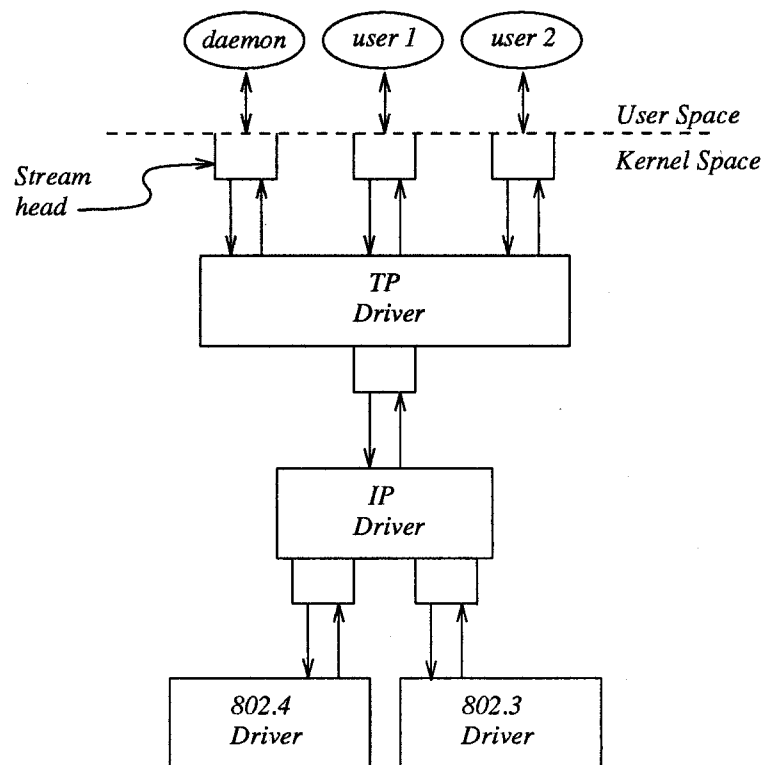 daemon
user 1
user 2
User Space
Kernel Space
Stream
head
TP
Driver
IP
Driver
802.4
Driver
802.3
Driver